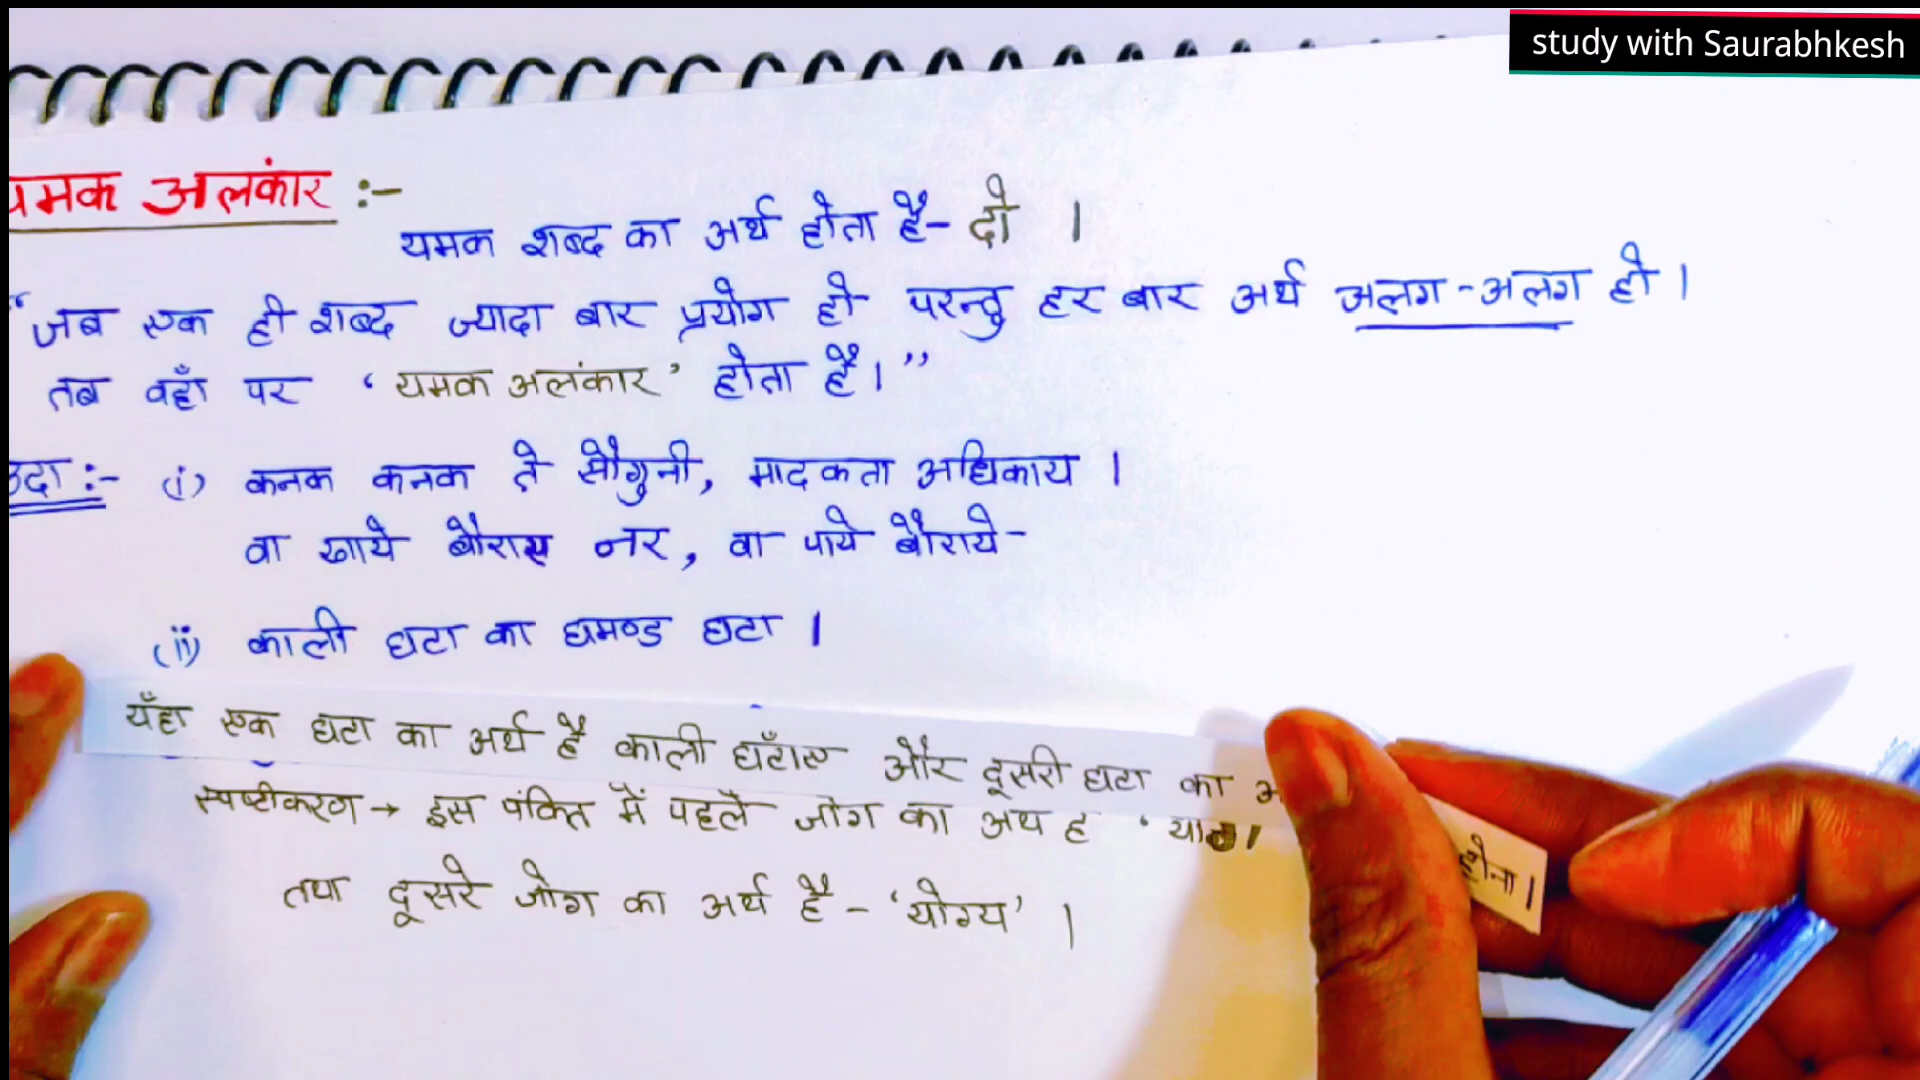 study with Saurabhkesh
यमक अलंकार :-
यमक शब्द का अर्थ होता है- दो ।
“जब एक ही शब्द ज्यादा बार प्रयोग हो परन्तु हर बार अर्थ अलग-अलग हो ।
तब वहाँ पर ‘यमक अलंकार’ होता है।”
उदा :- (i) कनक कनक ते सौगुनी, मादकता अधिकाय ।
वा खाये बौराए नर, वा पाये बौराये-
(ii) काली घटा का घमण्ड घटा ।
यँहा एक घटा का अर्थ है काली घँटाए और दूसरी घटा का
होना।
स्पष्टीकरण → इस पंक्ति में पहले जोग का अर्थ है
तथा दूसरे जोग का अर्थ है - ‘योग्य’ ।